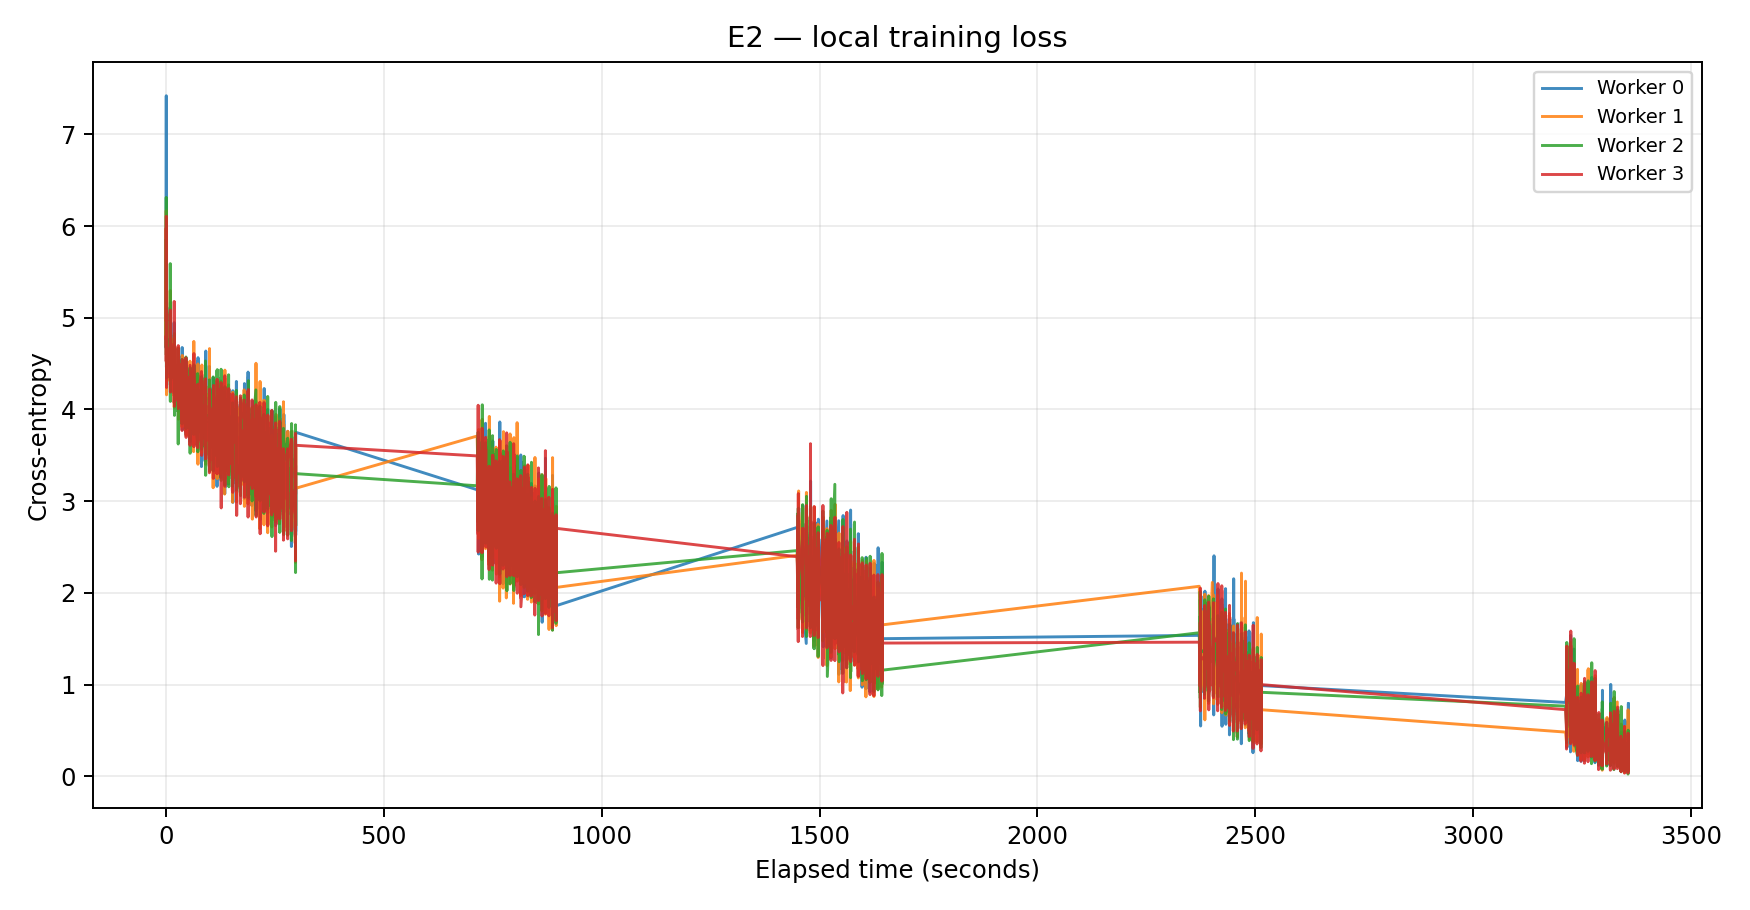 E2 — local training loss
Worker 0
Worker 1
Worker 2
Worker 3
7
6
5
4
3
2
1
0
Cross-entropy
0 500 1000 1500 2000 2500 3000 3500
Elapsed time (seconds)